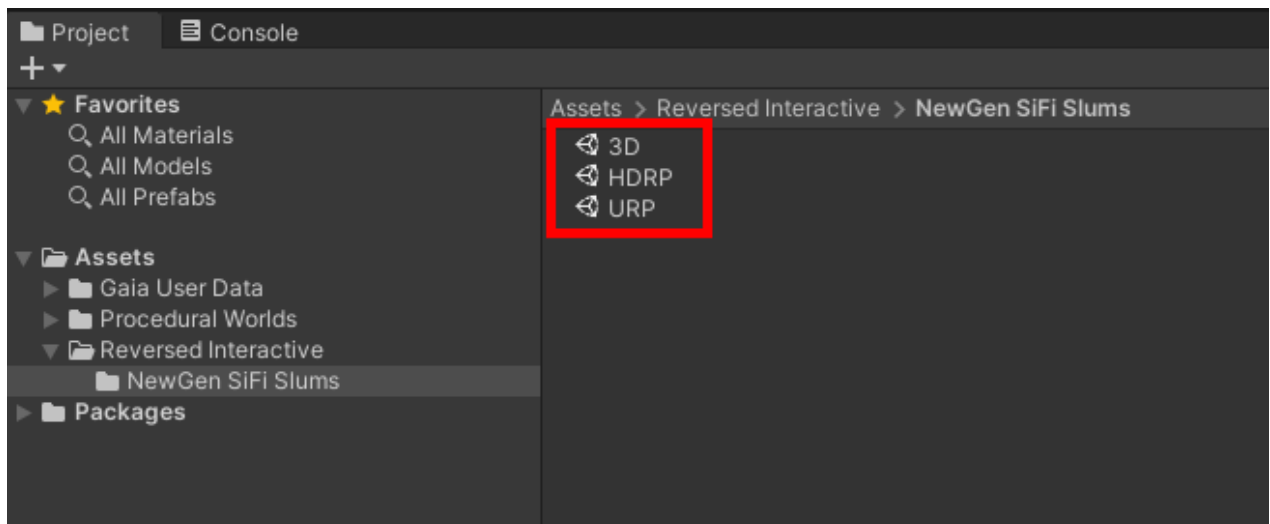 Project Console
Favorites
All Materials
All Models
All Prefabs
Assets
Gaia User Data
Procedural Worlds
Reversed Interactive
NewGen SiFi Slums
Packages
Assets > Reversed Interactive > NewGen SiFi Slums
3D
HDRP
URP